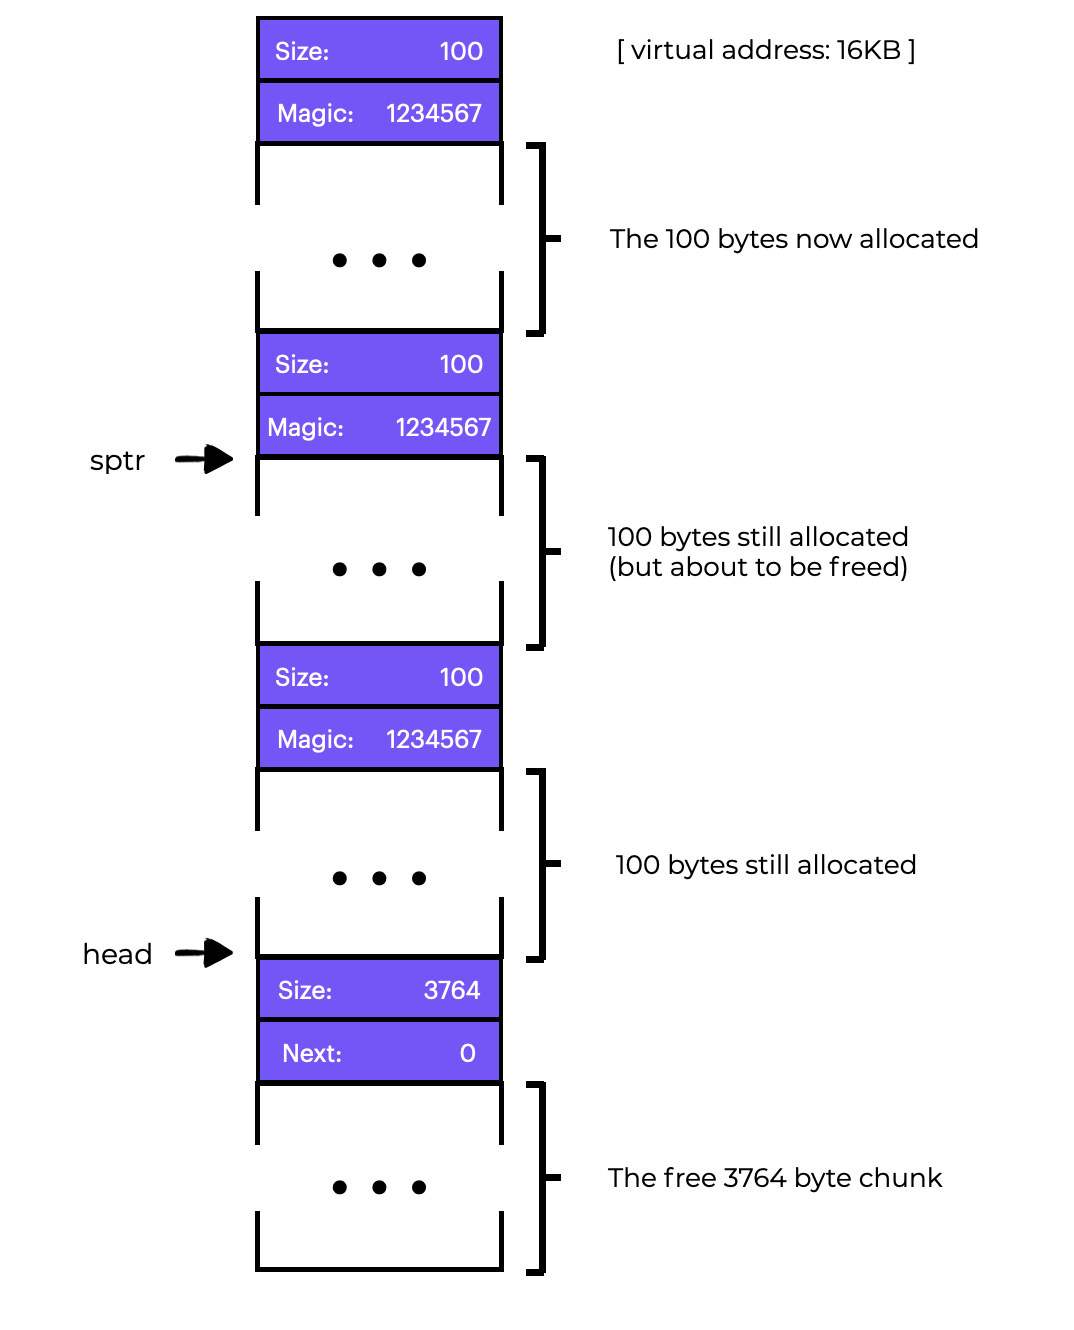 Size: 100
[ virtual address: 16KB ]
Magic: 1234567
The 100 bytes now allocated
Size: 100
Magic: 1234567
sptr
100 bytes still allocated
(but about to be freed)
Size: 100
Magic: 1234567
100 bytes still allocated
head
Size: 3764
Next: 0
The free 3764 byte chunk